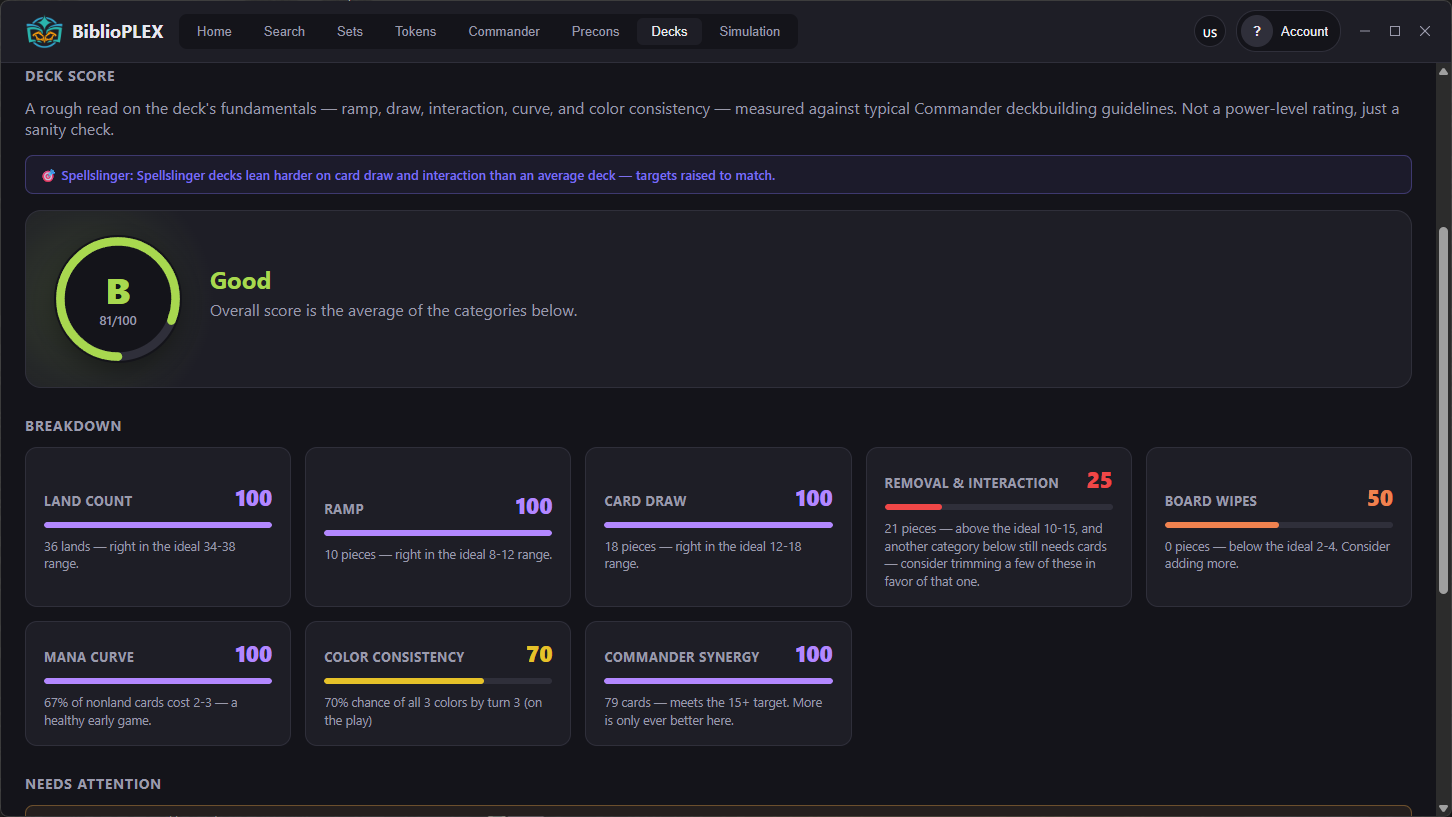 BiblioPLEX
Home
Search
Sets
Tokens
Commander
Precons
Decks
Simulation
US
?
Account
DECK SCORE
A rough read on the deck's fundamentals — ramp, draw, interaction, curve, and color consistency — measured against typical Commander deckbuilding guidelines. Not a power-level rating, just a
sanity check.
Spellslinger: Spellslinger decks lean harder on card draw and interaction than an average deck — targets raised to match.
B
81/100
Good
Overall score is the average of the categories below.
BREAKDOWN
LAND COUNT
100
36 lands — right in the ideal 34-38
range.
RAMP
100
10 pieces — right in the ideal 8-12 range.
CARD DRAW
100
18 pieces — right in the ideal 12-18
range.
REMOVAL & INTERACTION
25
21 pieces — above the ideal 10-15, and
another category below still needs cards
— consider trimming a few of these in
favor of that one.
BOARD WIPES
50
0 pieces — below the ideal 2-4. Consider
adding more.
MANA CURVE
100
67% of nonland cards cost 2-3 — a
healthy early game.
COLOR CONSISTENCY
70
70% chance of all 3 colors by turn 3 (on
the play)
COMMANDER SYNERGY
100
79 cards — meets the 15+ target. More
is only ever better here.
NEEDS ATTENTION